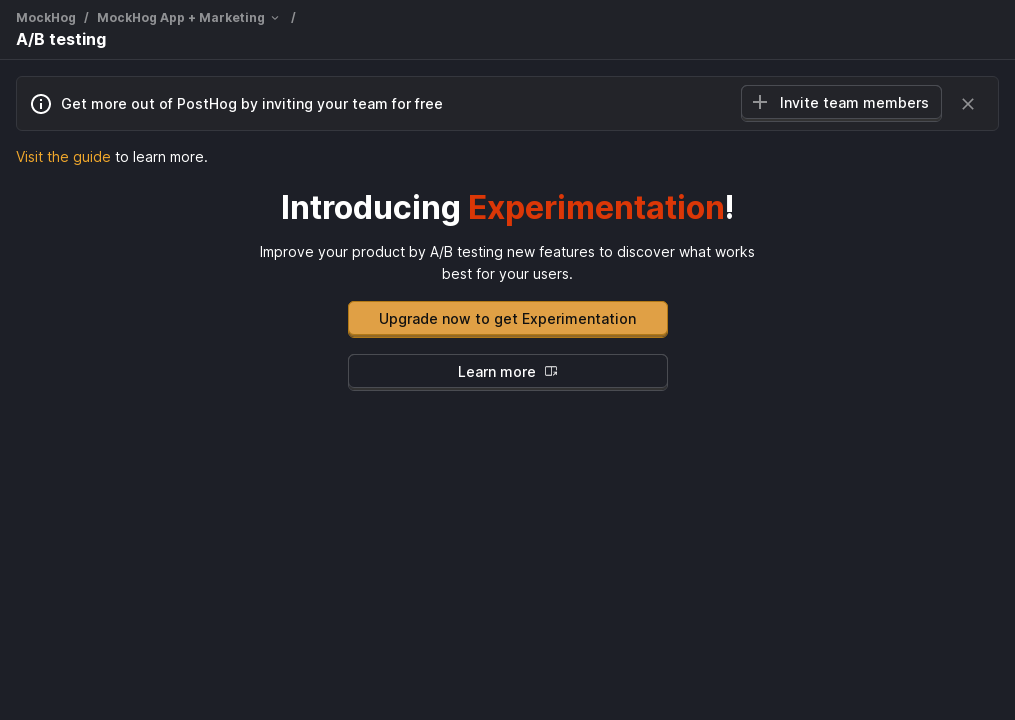 MockHog / MockHog App + Marketing /
A/B testing
Get more out of PostHog by inviting your team for free
Invite team members
Visit the guide to learn more.
Introducing Experimentation!
Improve your product by A/B testing new features to discover what works
best for your users.
Upgrade now to get Experimentation
Learn more